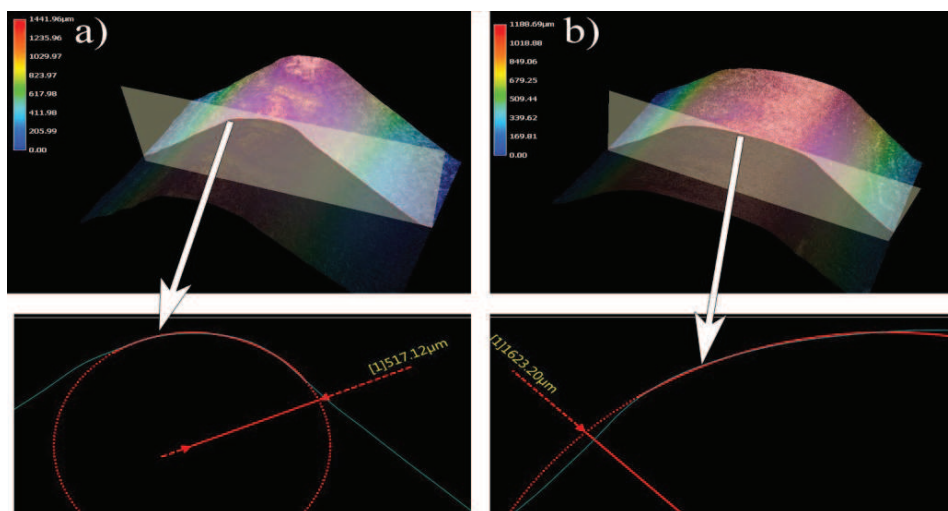 1441.96µm
1235.96
1029.97
823.97
617.98
411.98
205.99
0.00
a)
1188.69µm
1018.88
849.06
679.25
509.44
339.62
169.81
0.00
b)
[1]517.12µm
[1]1623.20µm